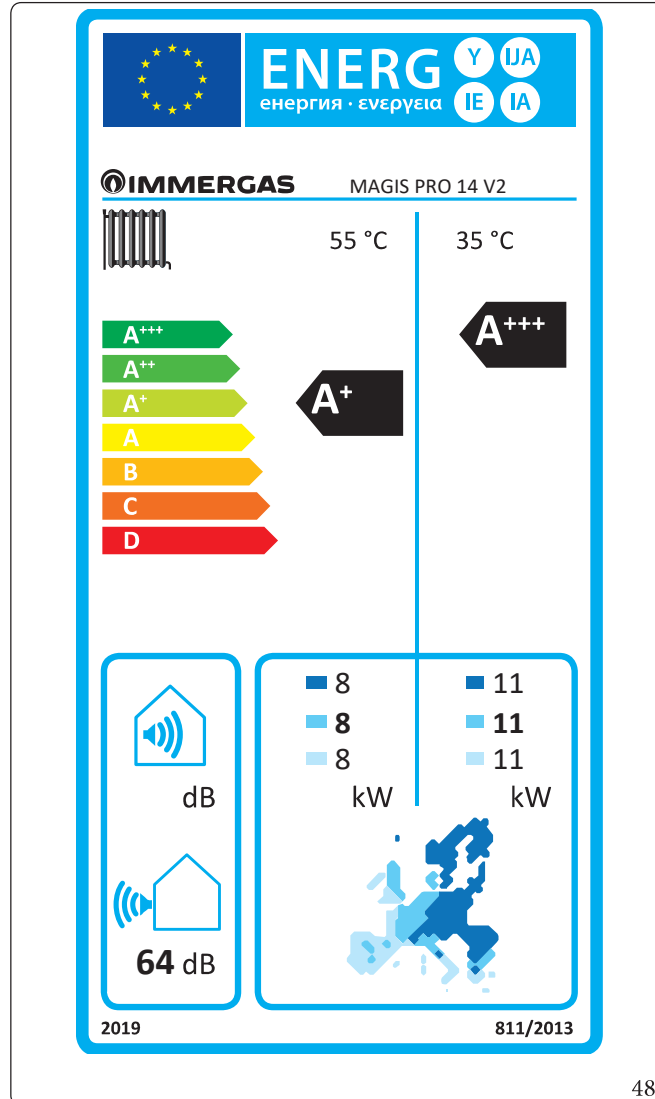 ENERG
енергия · ενεργεια
Y IJA
IE IA
IMMERGAS MAGIS PRO 14 V2
55 °C 35 °C
A+++
A+++
A++
A+
A+
A
B
C
D
8 11
8 11
8 11
dB kW kW
64 dB
2019 811/2013
48